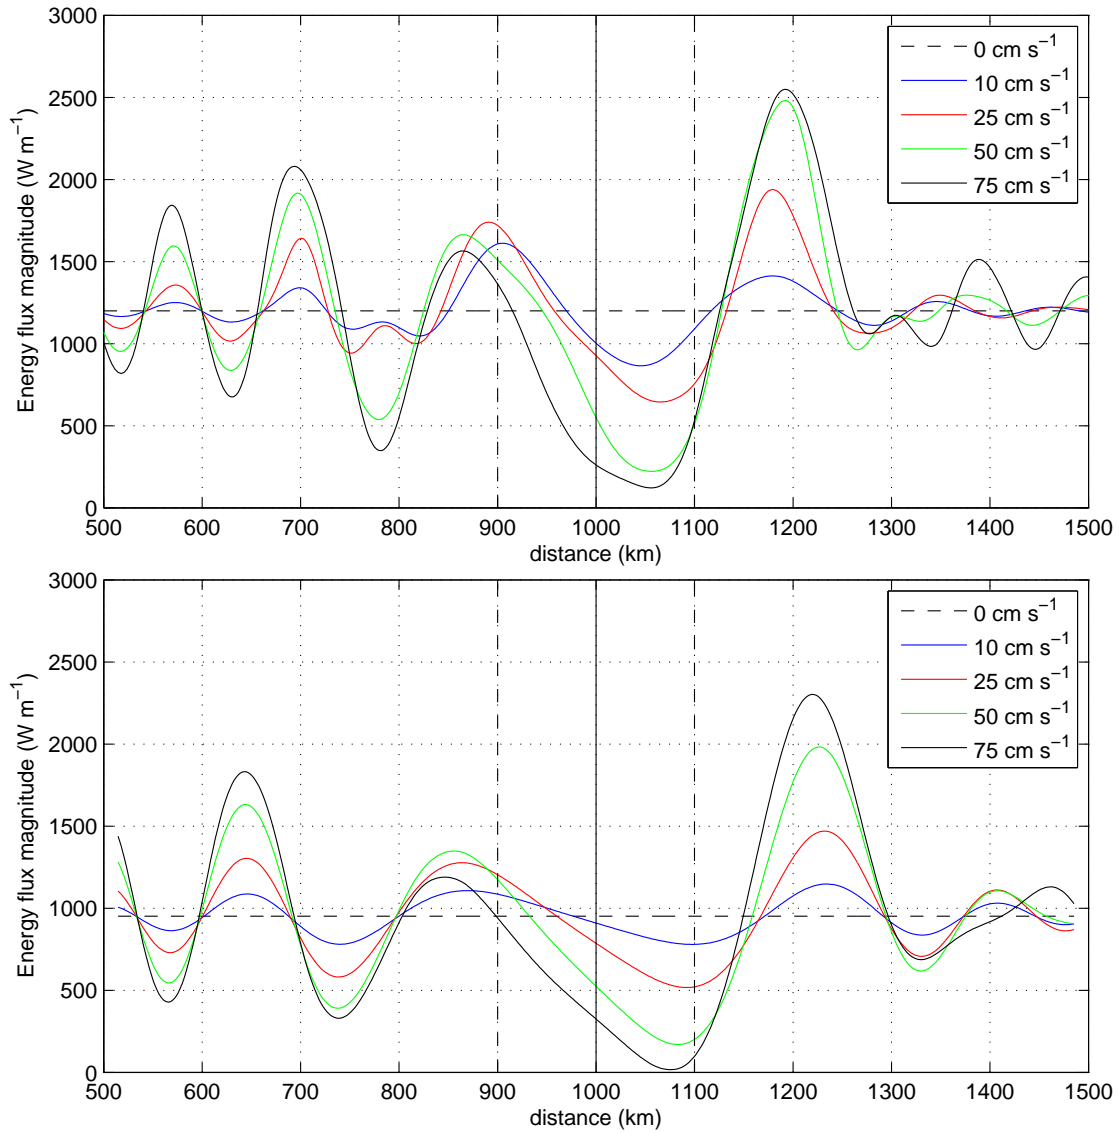 3000
2500
2000
1500
1000
500
0
Energy flux magnitude (W m⁻¹)
0 cm s⁻¹
10 cm s⁻¹
25 cm s⁻¹
50 cm s⁻¹
75 cm s⁻¹
500 600 700 800 900 1000 1100 1200 1300 1400 1500
distance (km)
3000
2500
2000
1500
1000
500
0
Energy flux magnitude (W m⁻¹)
0 cm s⁻¹
10 cm s⁻¹
25 cm s⁻¹
50 cm s⁻¹
75 cm s⁻¹
500 600 700 800 900 1000 1100 1200 1300 1400 1500
distance (km)